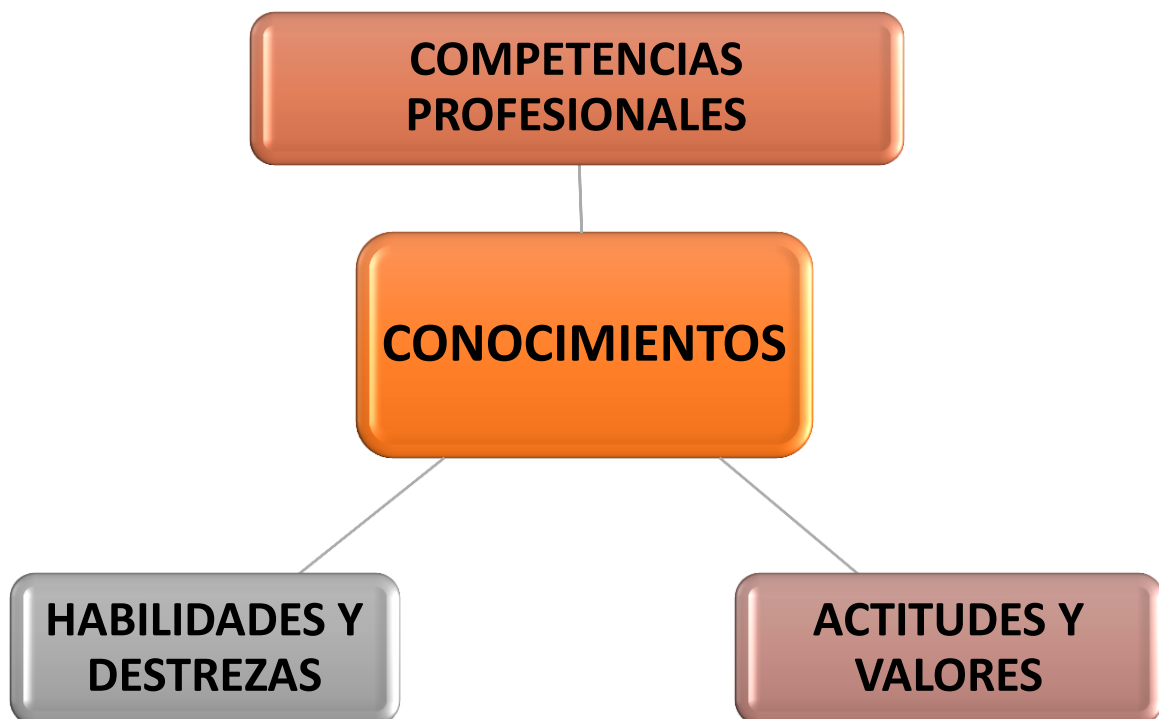 COMPETENCIAS
PROFESIONALES
CONOCIMIENTOS
HABILIDADES Y
DESTREZAS
ACTITUDES Y
VALORES